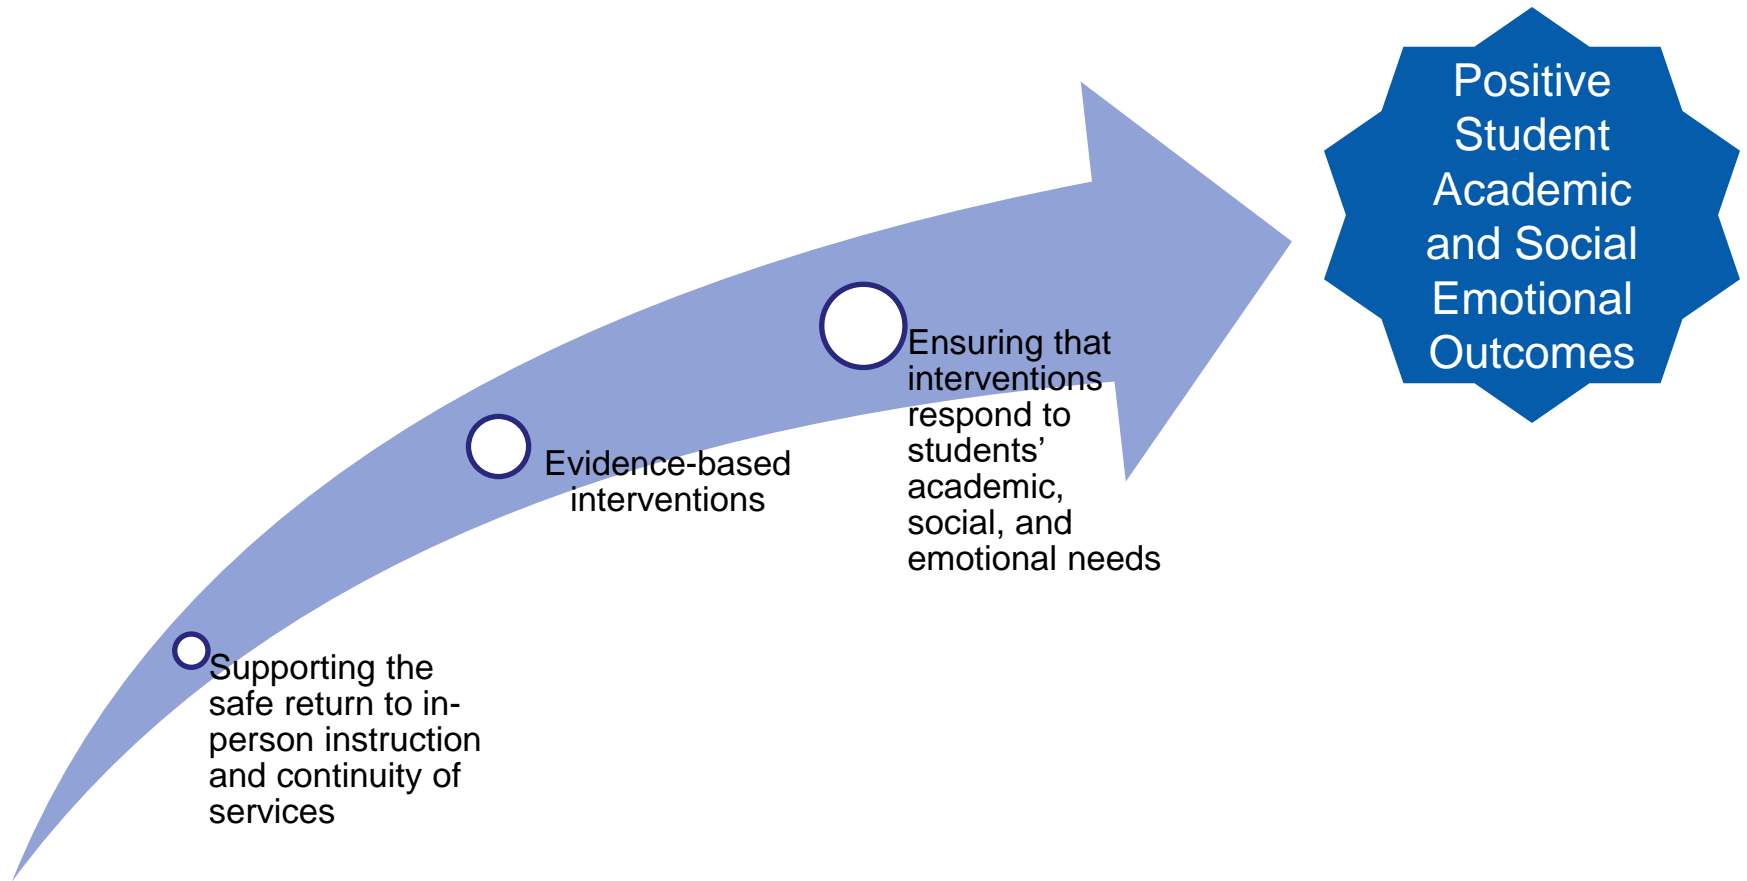 Positive
Student
Academic
and Social
Emotional
Outcomes
Ensuring that
interventions
respond to
students’
academic,
social, and
emotional needs
Evidence-based
interventions
Supporting the
safe return to in-
person instruction
and continuity of
services